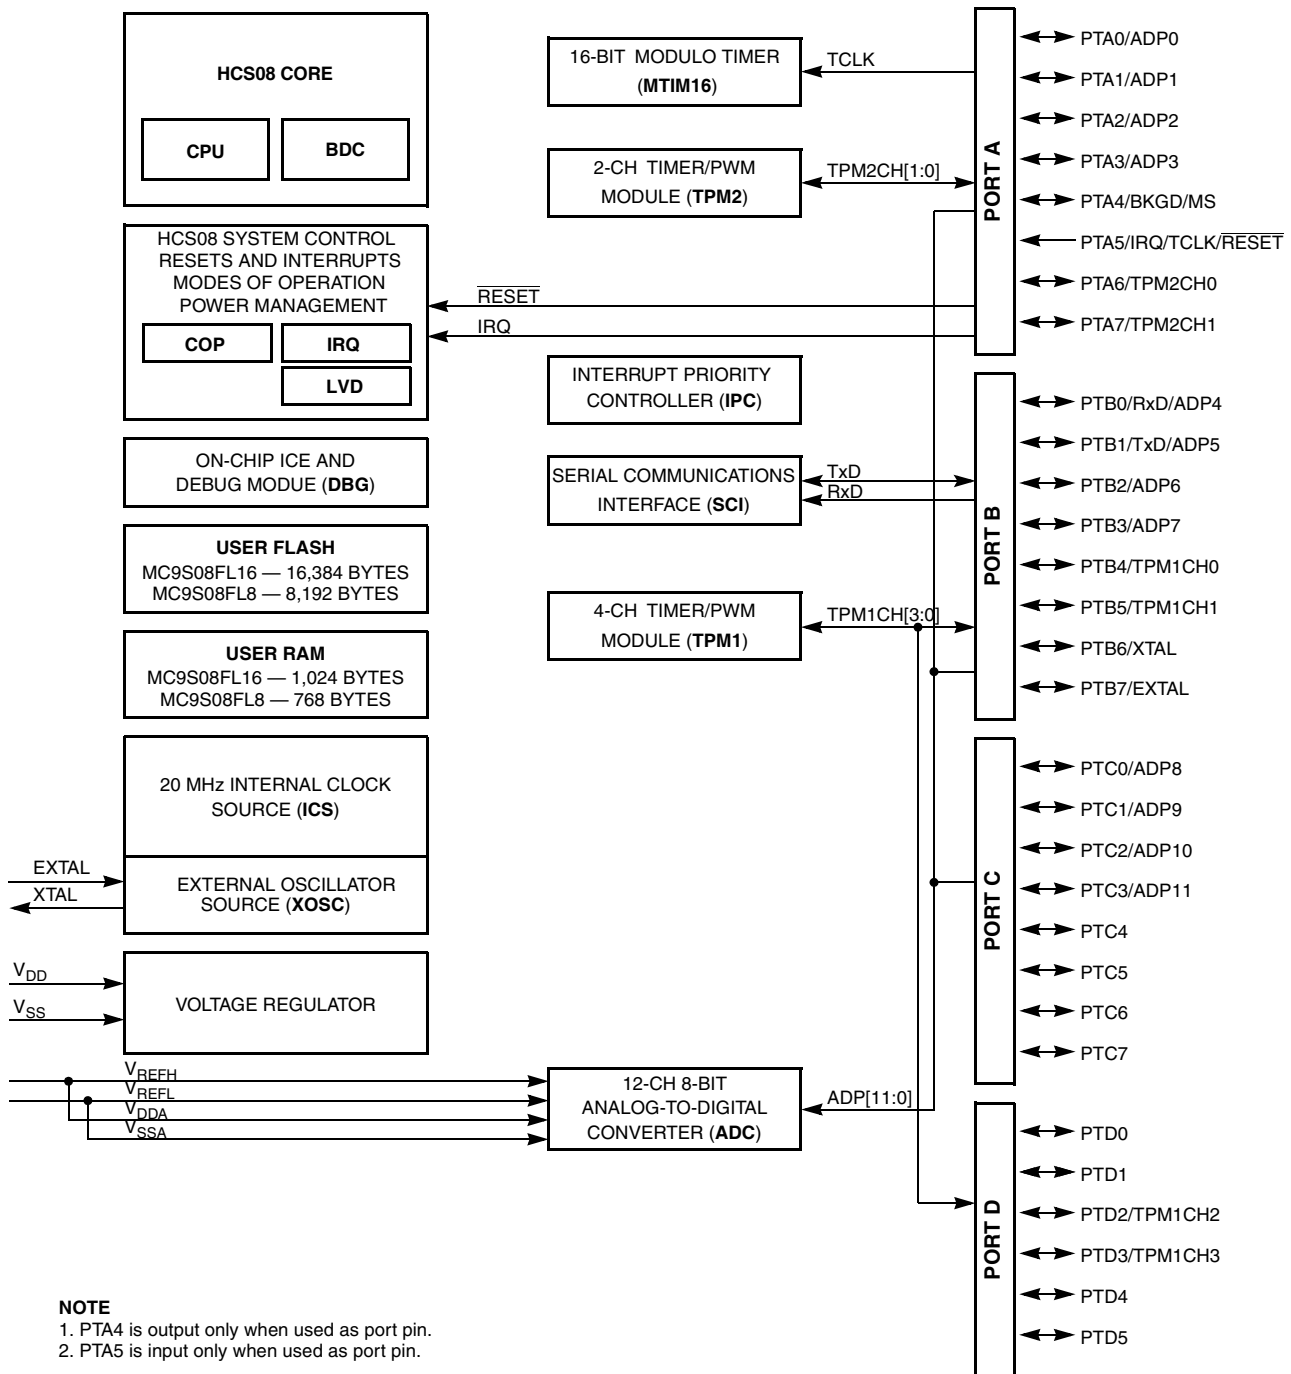 HCS08 CORE
CPU
BDC
HCS08 SYSTEM CONTROL
RESETS AND INTERRUPTS
MODES OF OPERATION
POWER MANAGEMENT
COP
IRQ
LVD
ON-CHIP ICE AND
DEBUG MODUE (DBG)
USER FLASH
MC9S08FL16 — 16,384 BYTES
MC9S08FL8 — 8,192 BYTES
USER RAM
MC9S08FL16 — 1,024 BYTES
MC9S08FL8 — 768 BYTES
20 MHz INTERNAL CLOCK
SOURCE (ICS)
EXTERNAL OSCILLATOR
SOURCE (XOSC)
EXTAL
XTAL
VDD
VSS
VOLTAGE REGULATOR
VREFH
VREFL
VDDA
VSSA
16-BIT MODULO TIMER
(MTIM16)
TCLK
2-CH TIMER/PWM
MODULE (TPM2)
TPM2CH[1:0]
RESET
IRQ
INTERRUPT PRIORITY
CONTROLLER (IPC)
SERIAL COMMUNICATIONS
INTERFACE (SCI)
TxD
RxD
4-CH TIMER/PWM
MODULE (TPM1)
TPM1CH[3:0]
12-CH 8-BIT
ANALOG-TO-DIGITAL
CONVERTER (ADC)
ADP[11:0]
PORT A
PTA0/ADP0
PTA1/ADP1
PTA2/ADP2
PTA3/ADP3
PTA4/BKGD/MS
PTA5/IRQ/TCLK/RESET
PTA6/TPM2CH0
PTA7/TPM2CH1
PORT B
PTB0/RxD/ADP4
PTB1/TxD/ADP5
PTB2/ADP6
PTB3/ADP7
PTB4/TPM1CH0
PTB5/TPM1CH1
PTB6/XTAL
PTB7/EXTAL
PORT C
PTC0/ADP8
PTC1/ADP9
PTC2/ADP10
PTC3/ADP11
PTC4
PTC5
PTC6
PTC7
PORT D
PTD0
PTD1
PTD2/TPM1CH2
PTD3/TPM1CH3
PTD4
PTD5
NOTE
1. PTA4 is output only when used as port pin.
2. PTA5 is input only when used as port pin.